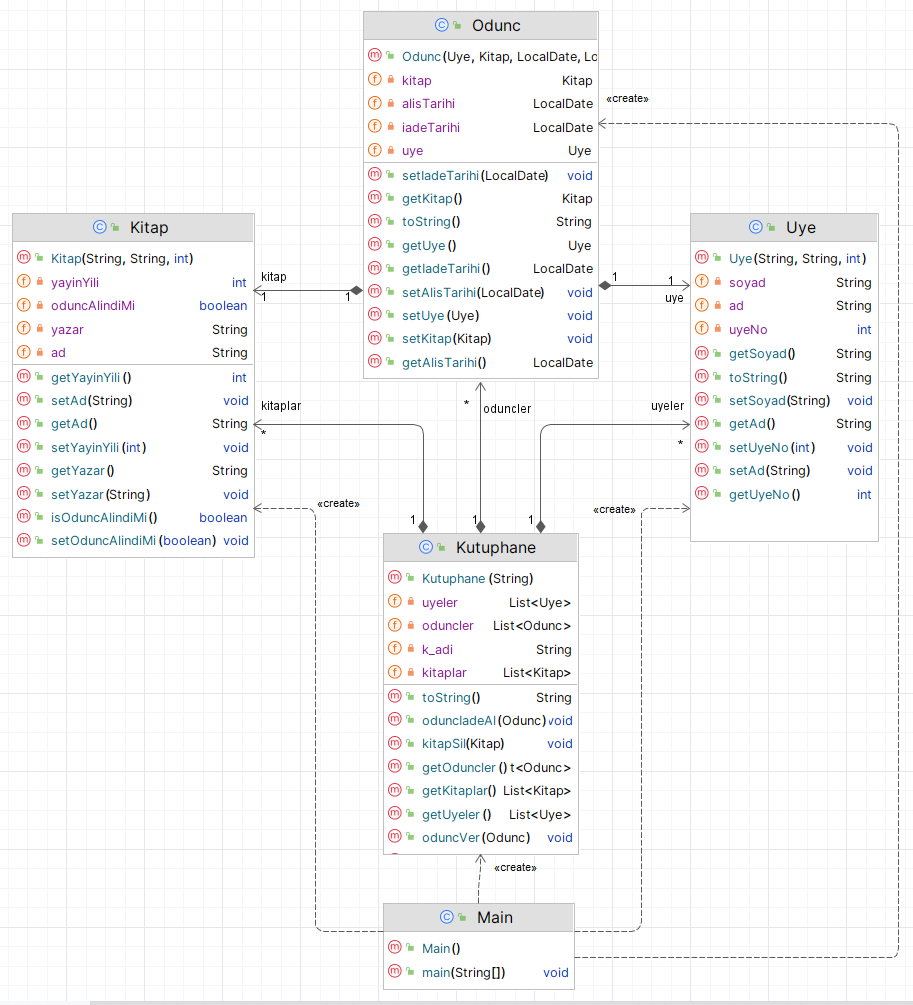 Odunc
Odunc(Uye, Kitap, LocalDate, Lo
kitap Kitap
alisTarihi LocalDate
iadeTarihi LocalDate
uye Uye
setIadeTarihi(LocalDate) void
getKitap() Kitap
toString() String
getUye() Uye
getIadeTarihi() LocalDate
setAlisTarihi(LocalDate) void
setUye(Uye) void
setKitap(Kitap) void
getAlisTarihi() LocalDate
«create»
Kitap
Kitap(String, String, int)
yayinYili int
oduncAlindiMi boolean
yazar String
ad String
getYayinYili() int
setAd(String) void
getAd() String
setYayinYili(int) void
getYazar() String
setYazar(String) void
isOduncAlindiMi() boolean
setOduncAlindiMi(boolean) void
kitap
1 1
Uye
Uye(String, String, int)
soyad String
ad String
uyeNo int
getSoyad() String
toString() String
setSoyad(String) void
getAd() String
setUyeNo(int) void
setAd(String) void
getUyeNo() int
1 1
uye
kitaplar
*
* oduncler
uyeler
*
«create»
«create»
1 1 1
Kutuphane
Kutuphane(String)
uyeler List<Uye>
oduncler List<Odunc>
k_adi String
kitaplar List<Kitap>
toString() String
oduncIadeAl(Odunc) void
kitapSil(Kitap) void
getOduncler() t<Odunc>
getKitaplar() List<Kitap>
getUyeler() List<Uye>
oduncVer(Odunc) void
«create»
Main
Main()
main(String[]) void